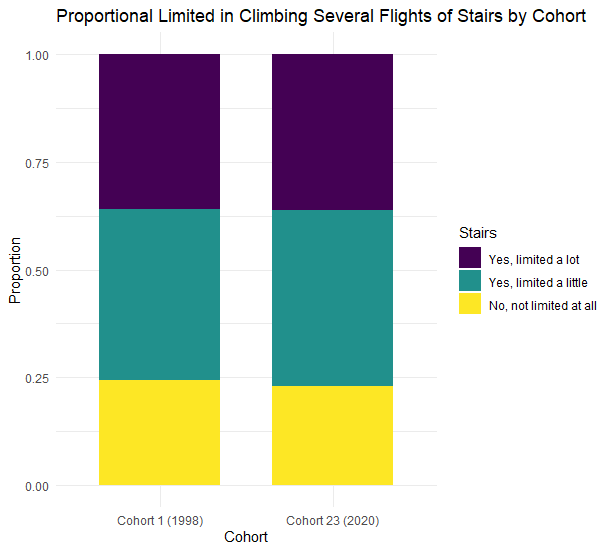 Proportional Limited in Climbing Several Flights of Stairs by Cohort
1.00
0.75
0.50
0.25
0.00
Proportion
Cohort 1 (1998)
Cohort 23 (2020)
Cohort
Stairs
Yes, limited a lot
Yes, limited a little
No, not limited at all